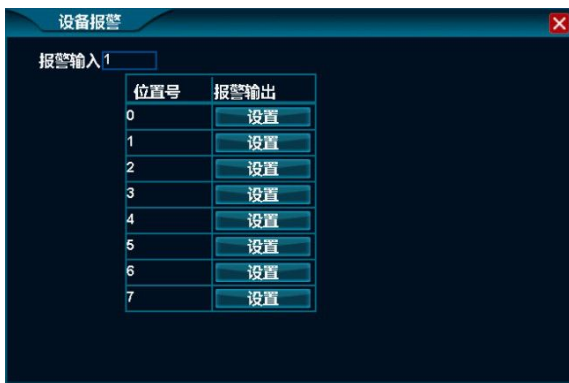 设备报警
报警输入 1
位置号 报警输出
0 设置
1 设置
2 设置
3 设置
4 设置
5 设置
6 设置
7 设置